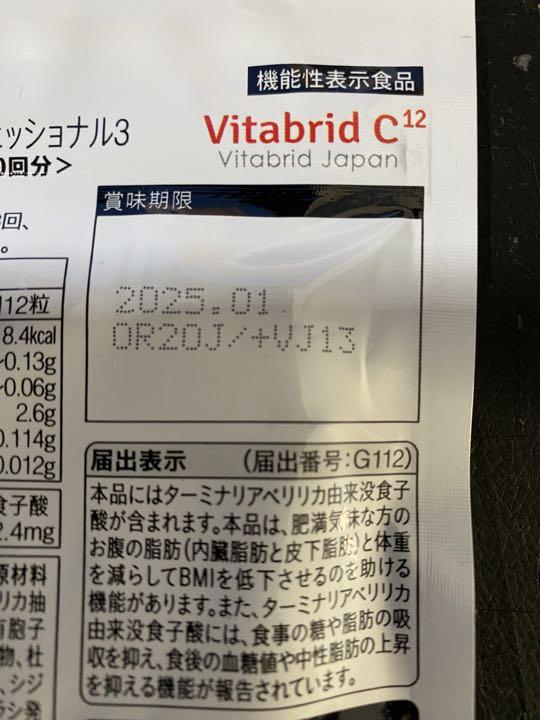 機能性表示食品
Vitabrid C12
Vitabrid Japan
ェッショナル3
0回分>
賞味期限
回、
。
2025.01.
OR20J/+VJ13
12粒
8.4kcal
0.13g
0.06g
2.6g
0.114g
0.012g
食子酸
2.4mg
届出表示 (届出番号:G112)
本品にはターミナリアベリリカ由来没食子
酸が含まれます。本品は、肥満気味な方の
お腹の脂肪(内臓脂肪と皮下脂肪)と体重
を減らしてBMIを低下させるのを助ける
機能があります。また、ターミナリアベリリカ
由来没食子酸には、食事の糖や脂肪の吸
収を抑え、食後の血糖値や中性脂肪の上昇
を抑える機能が報告されています。
原材料
リカ抽
有胞子
物、杜
、シジ
ラシ発